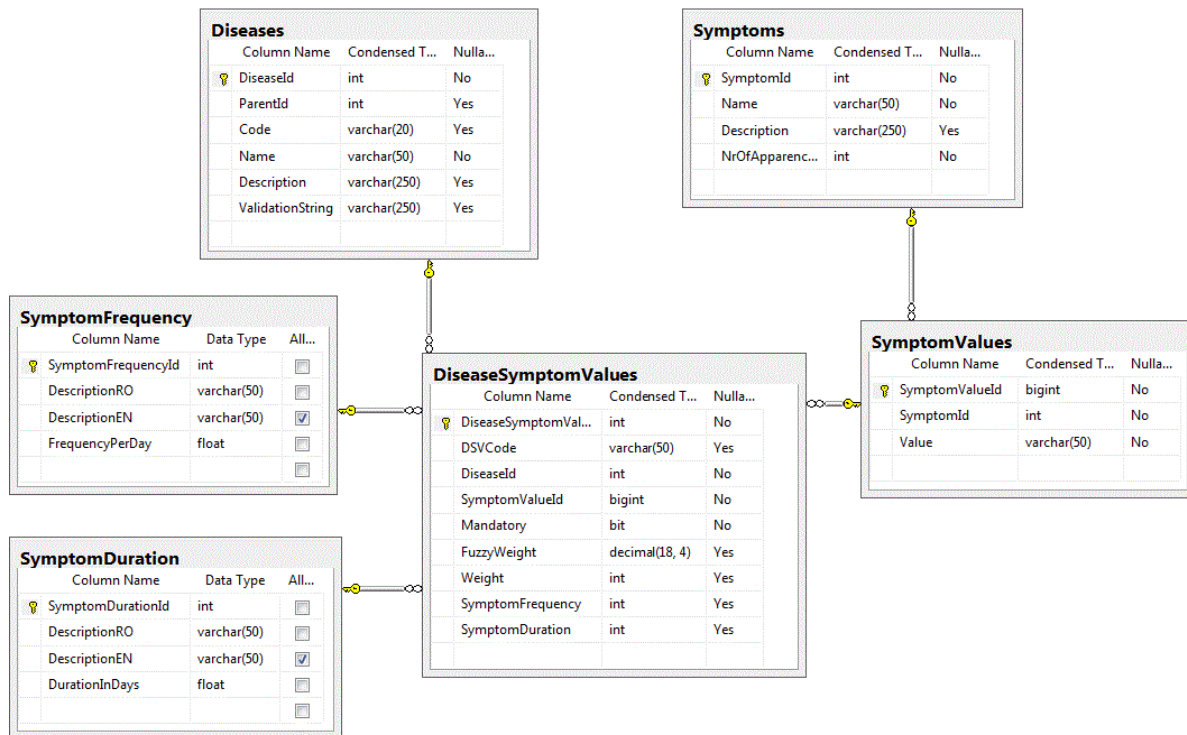 Diseases
Column Name Condensed T... Nulla...
DiseaseId int No
ParentId int Yes
Code varchar(20) Yes
Name varchar(50) No
Description varchar(250) Yes
ValidationString varchar(250) Yes
Symptoms
Column Name Condensed T... Nulla...
SymptomId int No
Name varchar(50) No
Description varchar(250) Yes
NrOfApparenc... int No
SymptomFrequency
Column Name Data Type All...
SymptomFrequencyId int
DescriptionRO varchar(50)
DescriptionEN varchar(50)
FrequencyPerDay float
DiseaseSymptomValues
Column Name Condensed T... Nulla...
DiseaseSymptomVal... int No
DSVCode varchar(50) Yes
DiseaseId int No
SymptomValueId bigint No
Mandatory bit No
FuzzyWeight decimal(18, 4) Yes
Weight int Yes
SymptomFrequency int Yes
SymptomDuration int Yes
SymptomValues
Column Name Condensed T... Nulla...
SymptomValueId bigint No
SymptomId int No
Value varchar(50) No
SymptomDuration
Column Name Data Type All...
SymptomDurationId int
DescriptionRO varchar(50)
DescriptionEN varchar(50)
DurationInDays float